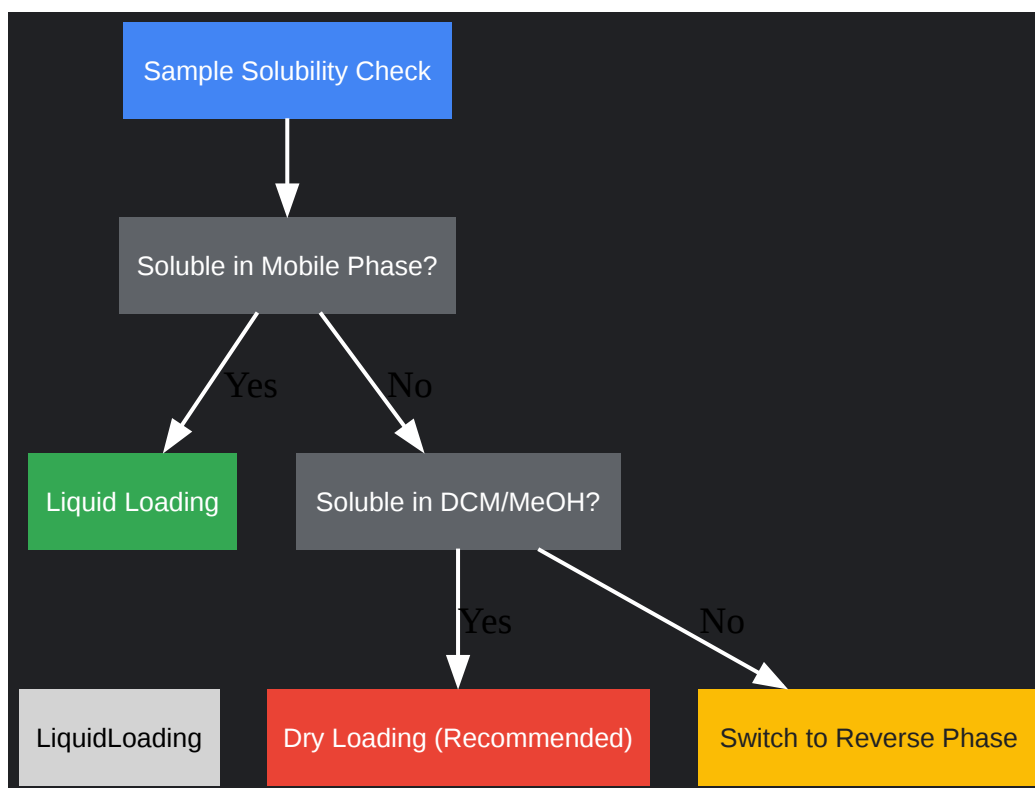 Sample Solubility Check
Soluble in Mobile Phase?
Yes
No
Liquid Loading
Soluble in DCM/MeOH?
Yes
No
LiquidLoading
Dry Loading (Recommended)
Switch to Reverse Phase